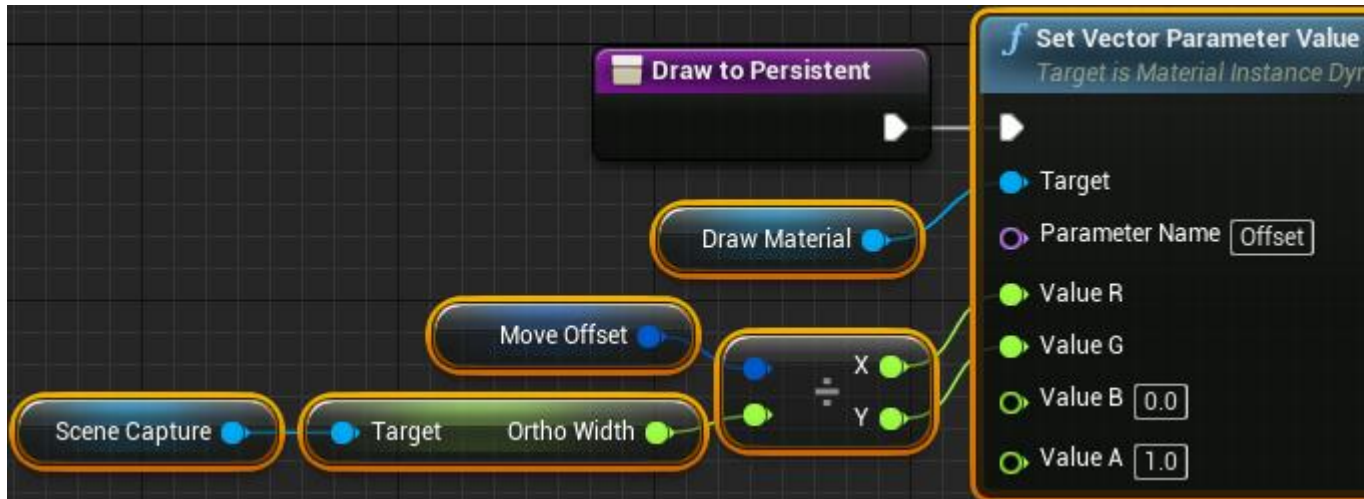 Set Vector Parameter Value
Target is Material Instance
Draw to Persistent
Target
Draw Material
Parameter Name Offset
Value R
Move Offset
Value G
X
÷
Y
Value B 0.0
Scene Capture
Target Ortho Width
Value A 1.0